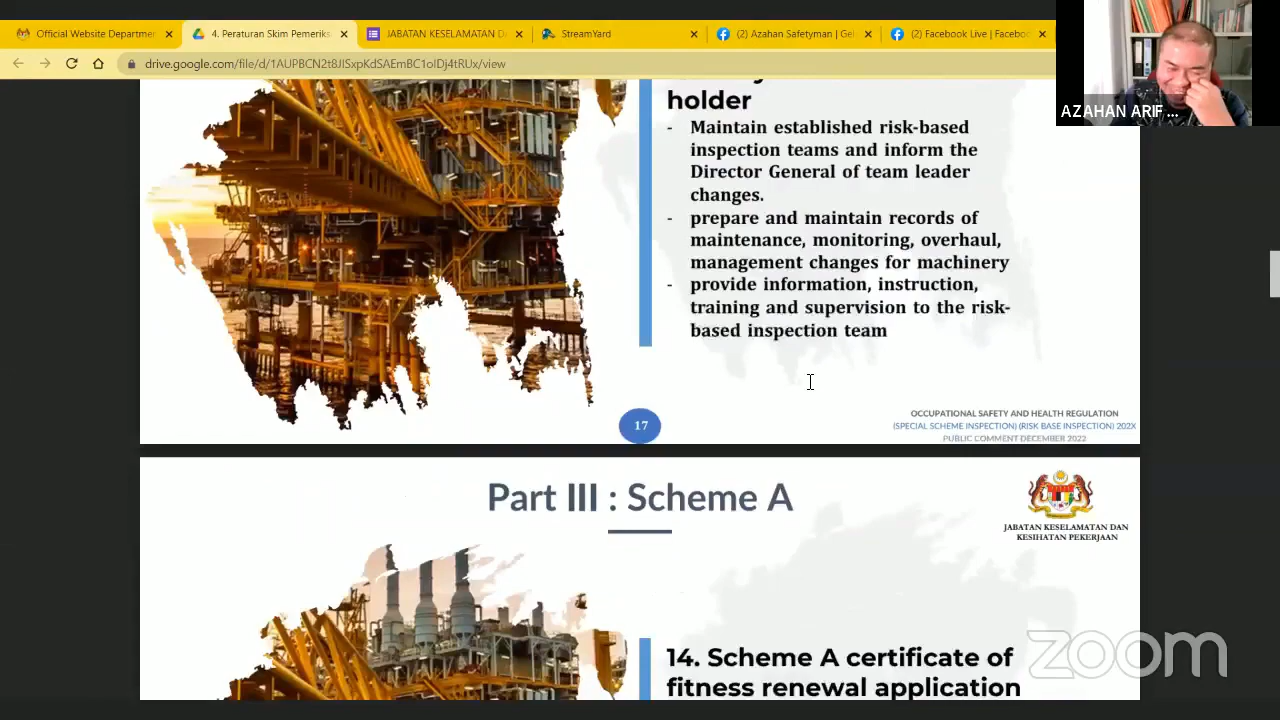 Official Website Departmen
4. Peraturan Skim Pemeriks
JABATAN KESELAMATAN D
StreamYard
(2) Azahan Safetyman | Gel
(2) Facebook Live | Faceboo
drive.google.com/file/d/1AUPBCN2t8JlSxpKdSAEmBC1olDj4tRUx/view
AZAHAN ARIF ...
holder
- Maintain established risk-based
inspection teams and inform the
Director General of team leader
changes.
- prepare and maintain records of
maintenance, monitoring, overhaul,
management changes for machinery
- provide information, instruction,
training and supervision to the risk-
based inspection team
17
OCCUPATIONAL SAFETY AND HEALTH REGULATION
(SPECIAL SCHEME INSPECTION) (RISK BASE INSPECTION) 202X
PUBLIC COMMENT DECEMBER 2022
Part III : Scheme A
JABATAN KESELAMATAN DAN
KESIHATAN PEKERJAAN
14. Scheme A certificate of
fitness renewal application
zoom